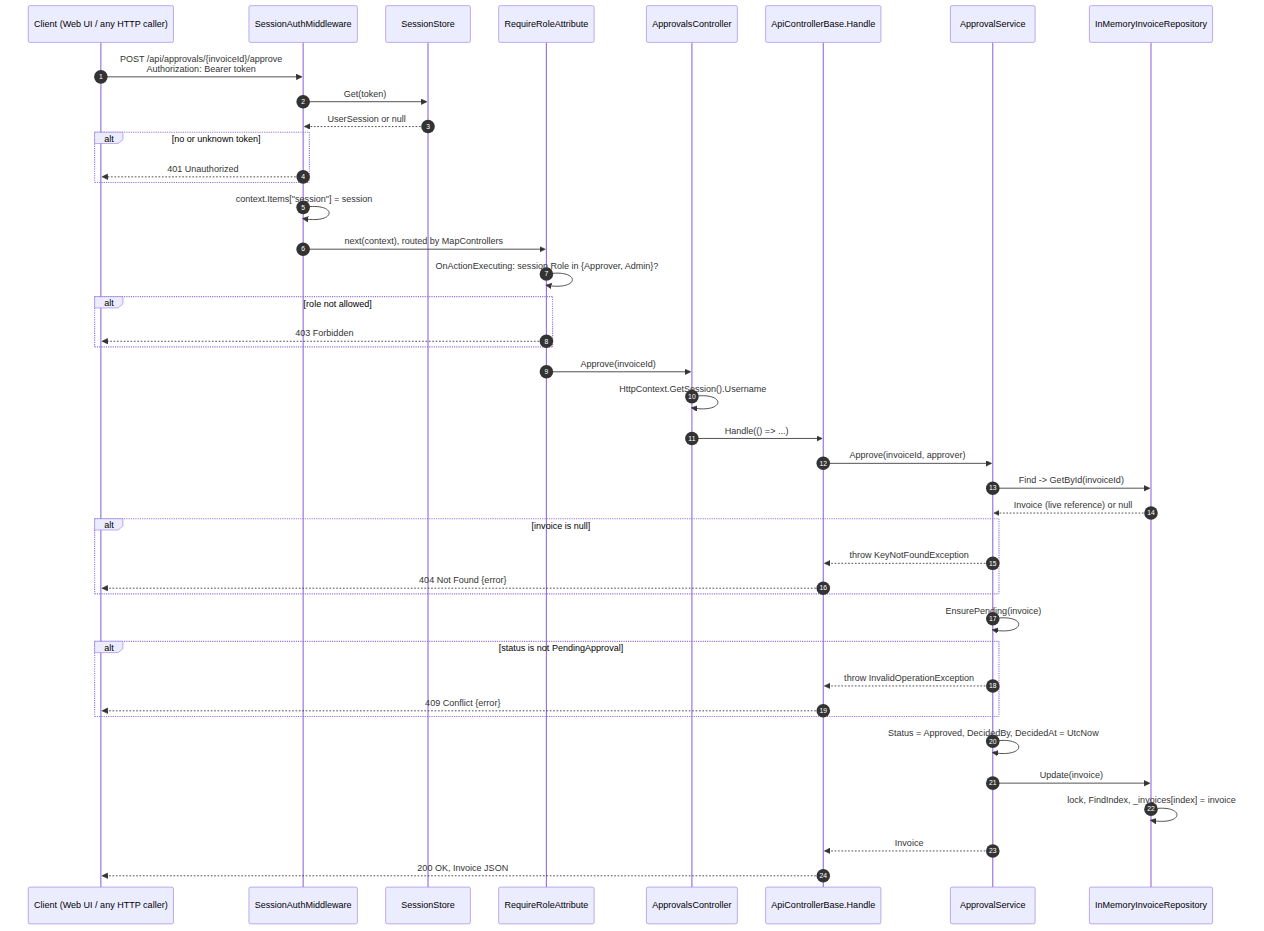 Client (Web UI / any HTTP caller)
SessionAuthMiddleware
SessionStore
RequireRoleAttribute
ApprovalsController
ApiControllerBase.Handle
ApprovalService
InMemoryInvoiceRepository
POST /api/approvals/{invoiceId}/approve
Authorization: Bearer token
1
Get(token)
2
UserSession or null
3
alt
[no or unknown token]
401 Unauthorized
4
context.Items["session"] = session
5
next(context), routed by MapControllers
6
OnActionExecuting: session.Role in {Approver, Admin}?
7
alt
[role not allowed]
403 Forbidden
8
Approve(invoiceId)
9
HttpContext.GetSession().Username
10
Handle(() => ...)
11
Approve(invoiceId, approver)
12
Find -> GetById(invoiceId)
13
Invoice (live reference) or null
14
alt
[invoice is null]
throw KeyNotFoundException
15
404 Not Found {error}
16
EnsurePending(invoice)
17
alt
[status is not PendingApproval]
throw InvalidOperationException
18
409 Conflict {error}
19
Status = Approved, DecidedBy, DecidedAt = UtcNow
20
Update(invoice)
21
lock, FindIndex, _invoices[index] = invoice
22
Invoice
23
200 OK, Invoice JSON
24
Client (Web UI / any HTTP caller)
SessionAuthMiddleware
SessionStore
RequireRoleAttribute
ApprovalsController
ApiControllerBase.Handle
ApprovalService
InMemoryInvoiceRepository